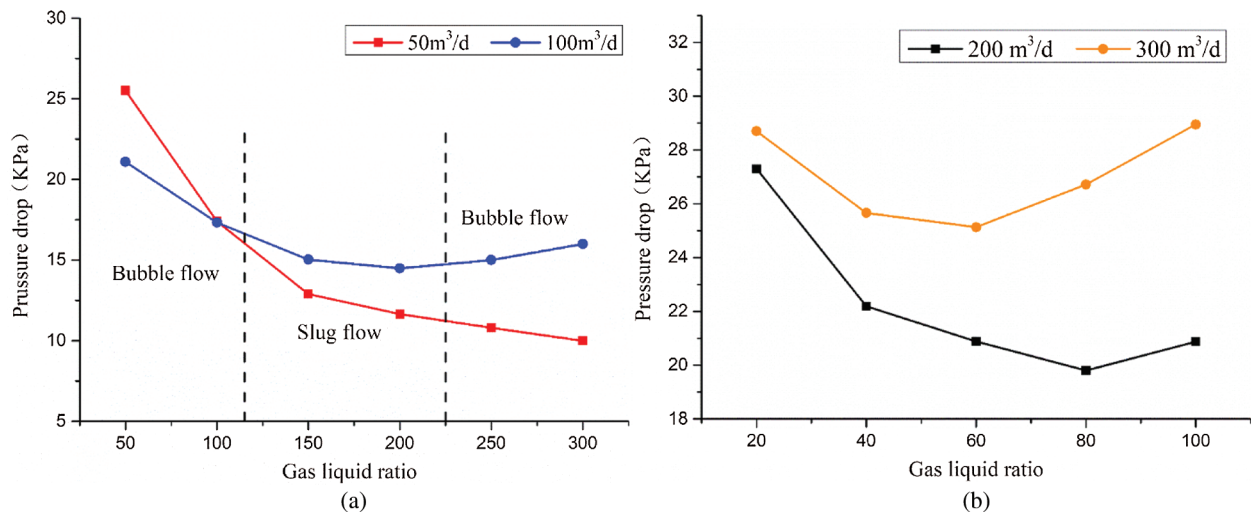 50m³/d 100m³/d
30
25
20
15
10
5
Prussure drop（KPa）
Bubble flow
Slug flow
Bubble flow
50 100 150 200 250 300
Gas liquid ratio
(a)
200 m³/d 300 m³/d
32
30
28
26
24
22
20
18
Pressure drop（KPa）
20 40 60 80 100
Gas liquid ratio
(b)